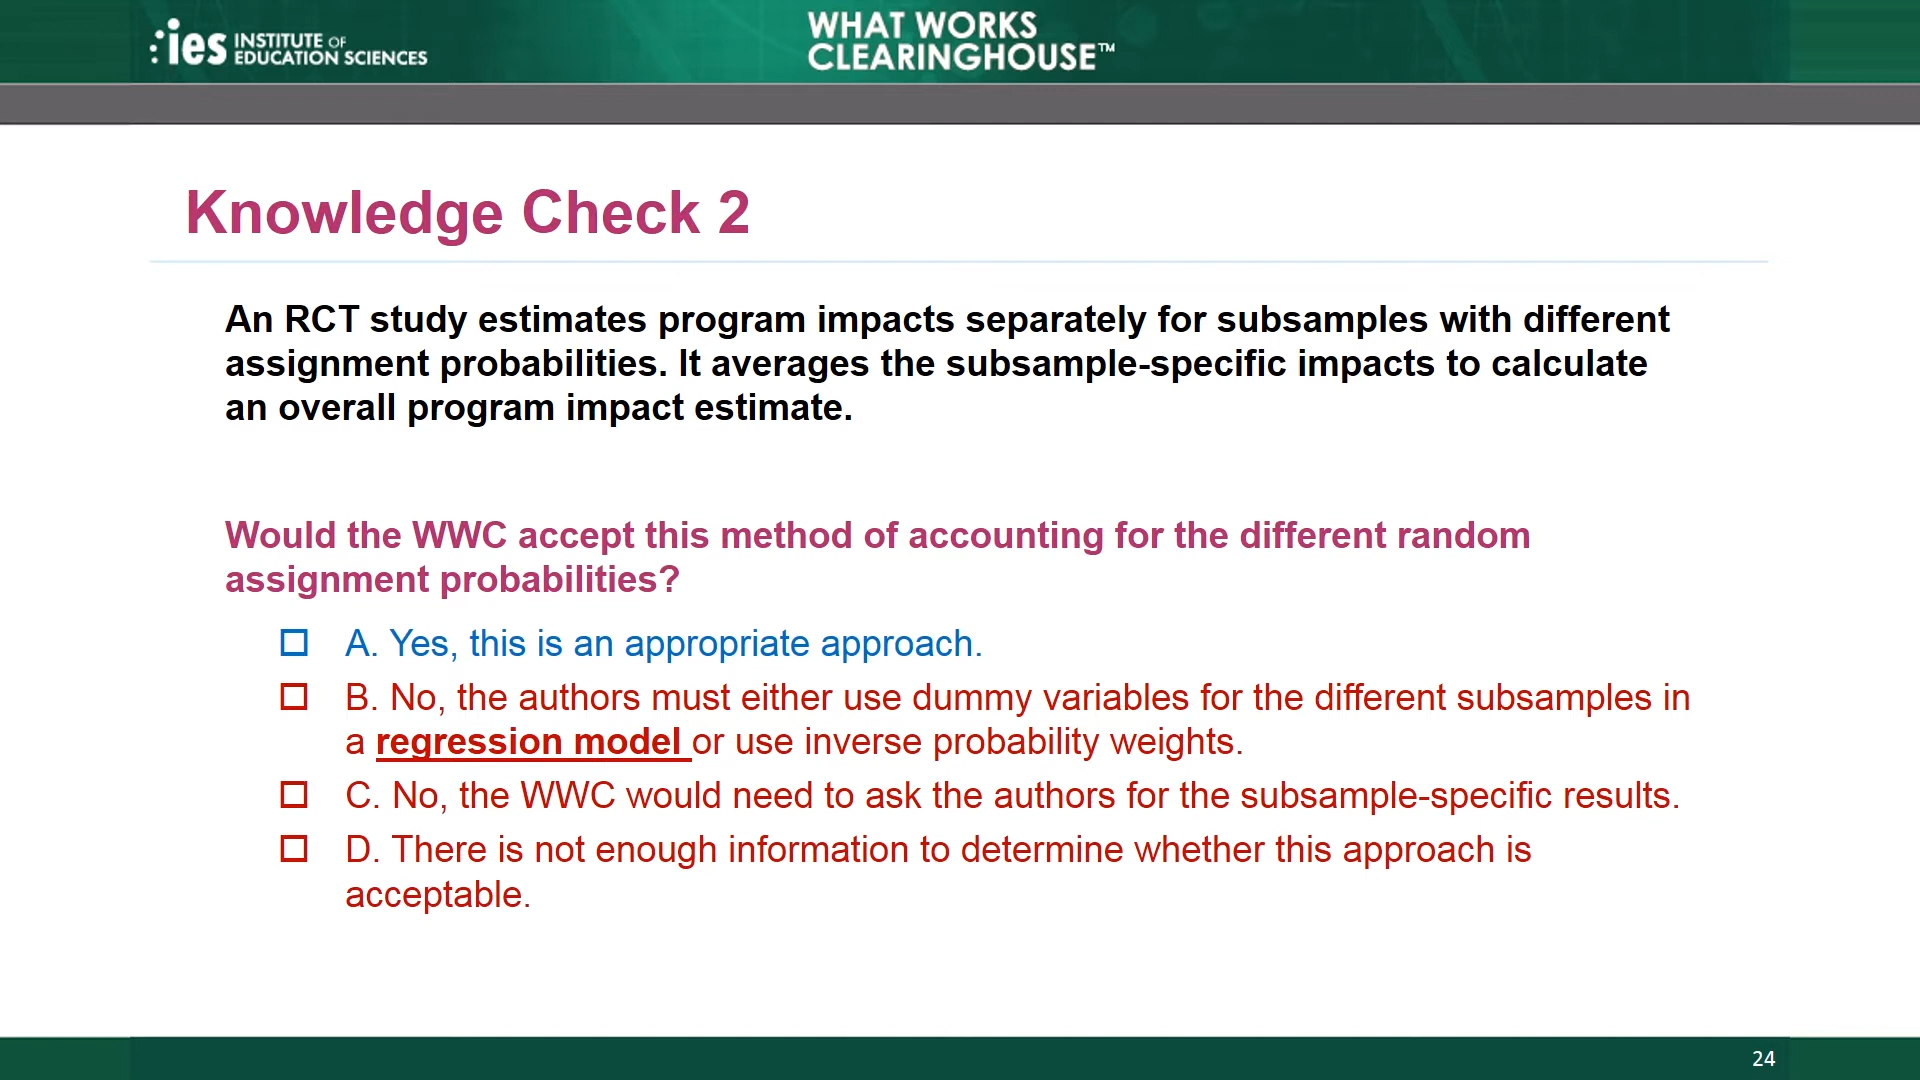 ies INSTITUTE OF
EDUCATION SCIENCES
WHAT WORKS
CLEARINGHOUSE™
Knowledge Check 2
An RCT study estimates program impacts separately for subsamples with different
assignment probabilities. It averages the subsample-specific impacts to calculate
an overall program impact estimate.
Would the WWC accept this method of accounting for the different random
assignment probabilities?
A. Yes, this is an appropriate approach.
B. No, the authors must either use dummy variables for the different subsamples in
a regression model or use inverse probability weights.
C. No, the WWC would need to ask the authors for the subsample-specific results.
D. There is not enough information to determine whether this approach is
acceptable.
24